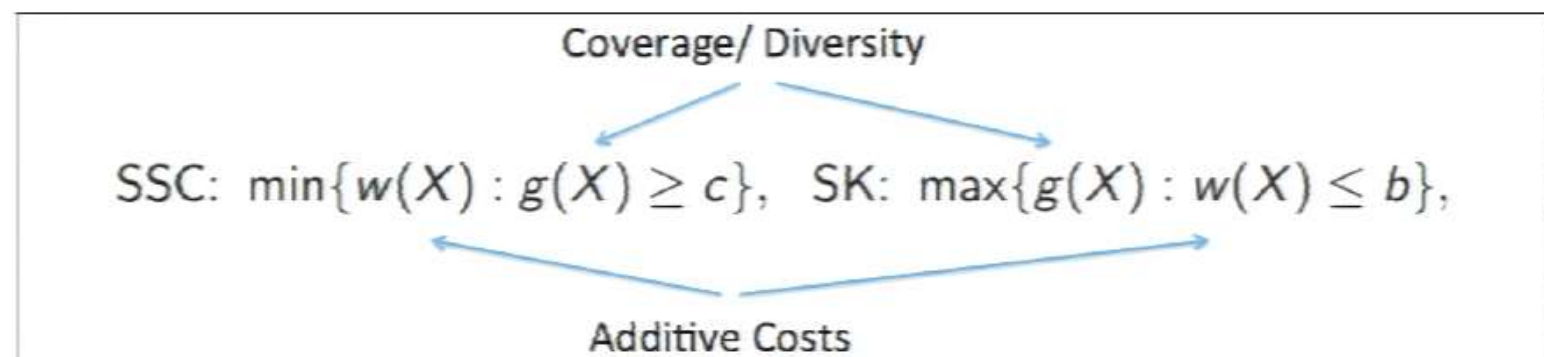 Coverage/ Diversity
SSC: min{w(X) : g(X) ≥ c}, SK: max{g(X) : w(X) ≤ b},
Additive Costs